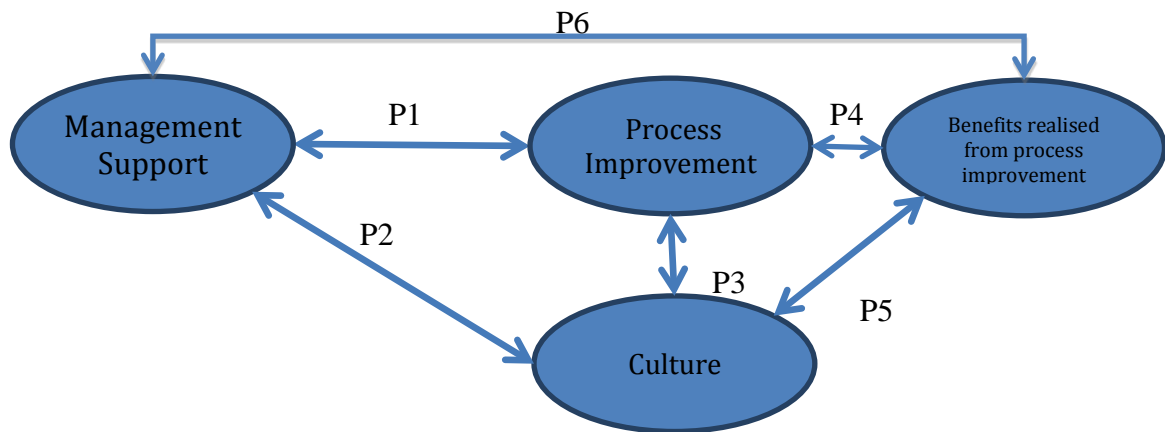 P6
Management
Support
P1
Process
Improvement
P4
Benefits realised
from process
improvement
P2
P3
P5
Culture